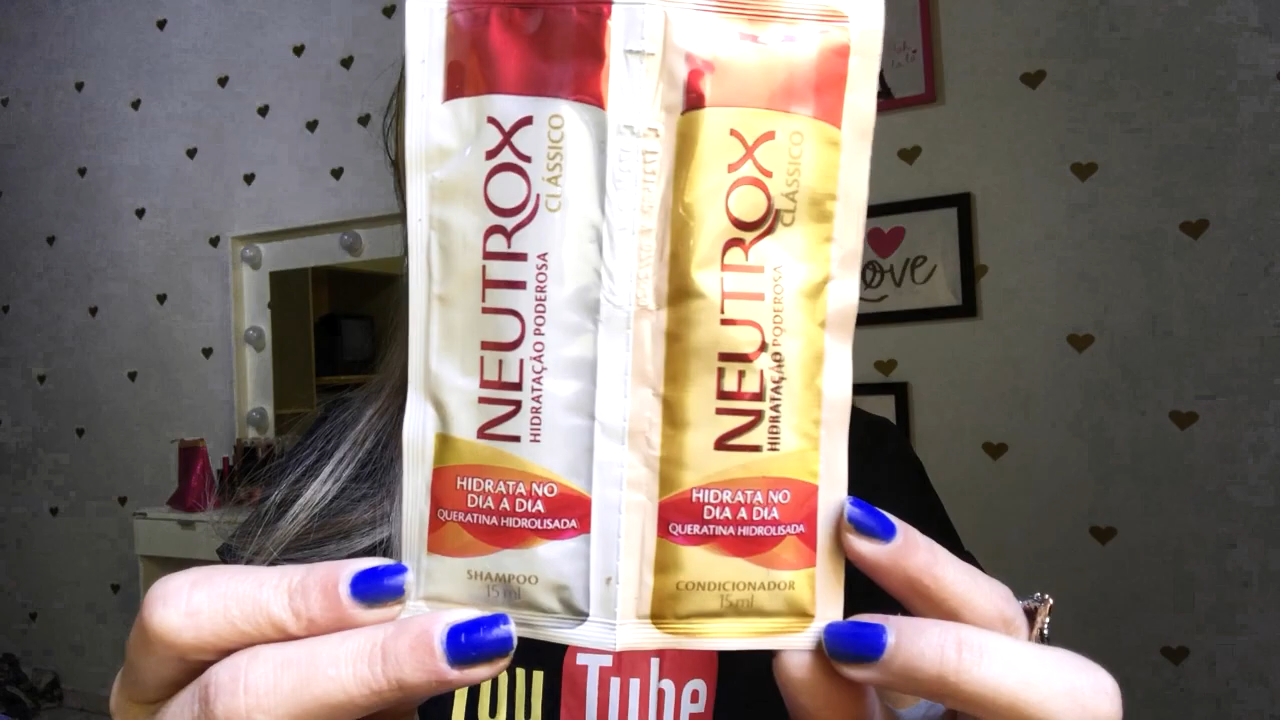 NEUTROX
CLÁSSICO
HIDRATAÇÃO PODEROSA
HIDRATA NO
DIA A DIA
QUERATINA HIDROLISADA
SHAMPOO
15 ml
NEUTROX
CLÁSSICO
HIDRATAÇÃO PODEROSA
HIDRATA NO
DIA A DIA
QUERATINA HIDROLISADA
CONDICIONADOR
15 ml
love
You Tube